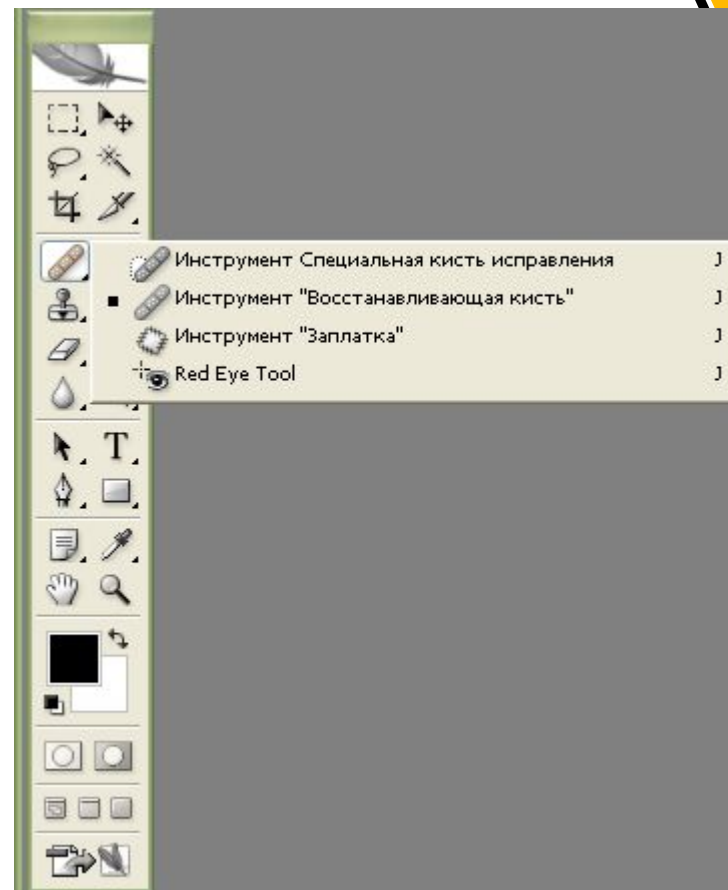 Инструмент Специальная кисть исправления J
Инструмент "Восстанавливающая кисть" J
Инструмент "Заплатка" J
Red Eye Tool J
T